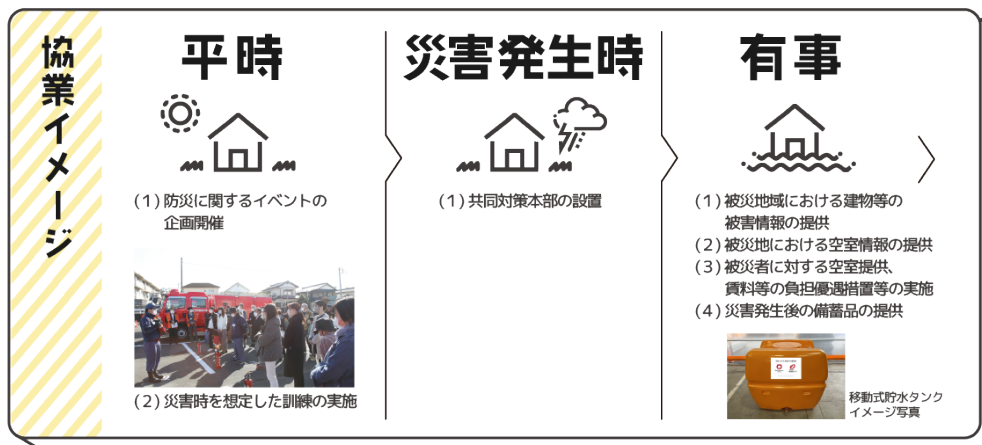 協業イメージ
平時
(1)防災に関するイベントの
企画開催
(2)災害時を想定した訓練の実施
災害発生時
(1)共同対策本部の設置
有事
(1)被災地域における建物等の
被害情報の提供
(2)被災地における空室情報の提供
(3)被災者に対する空室提供、
賃料等の負担優遇措置等の実施
(4)災害発生後の備蓄品の提供
移動式貯水タンク
イメージ写真